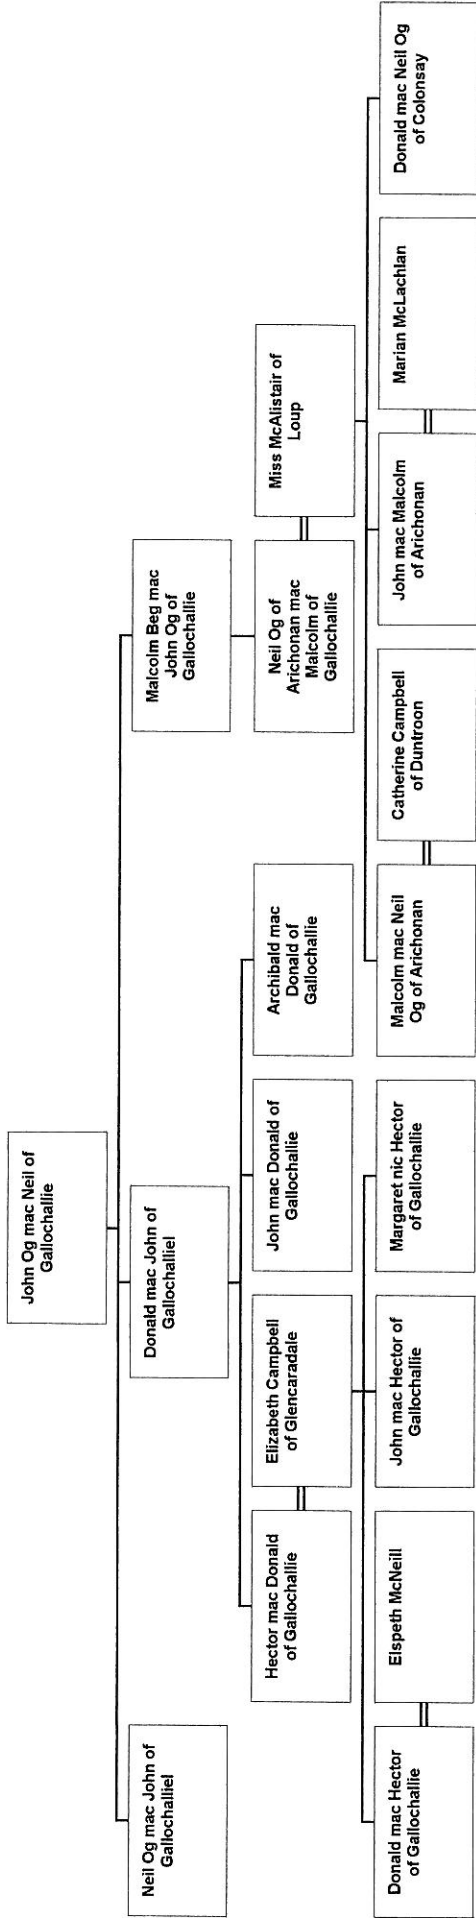 John Og mac Neil of
Gallochallie
Neil Og mac John of
Gallochalliel
Donald mac John of
Gallochalliel
Malcolm Beg mac
John Og of
Gallochallie
Hector mac Donald
of Gallochallie
Elizabeth Campbell
of Glencaradale
John mac Donald of
Gallochallie
Archibald mac
Donald of
Gallochallie
Neil Og of
Arichonan mac
Malcolm of
Gallochallie
Miss McAlistair of
Loup
Donald mac Hector
of Gallochallie
Elspeth McNeill
John mac Hector of
Gallochallie
Margaret nic Hector
of Gallochallie
Malcolm mac Neil
Og of Arichonan
Catherine Campbell
of Duntroon
John mac Malcolm
of Arichonan
Marian McLachlan
Donald mac Neil Og
of Colonsay